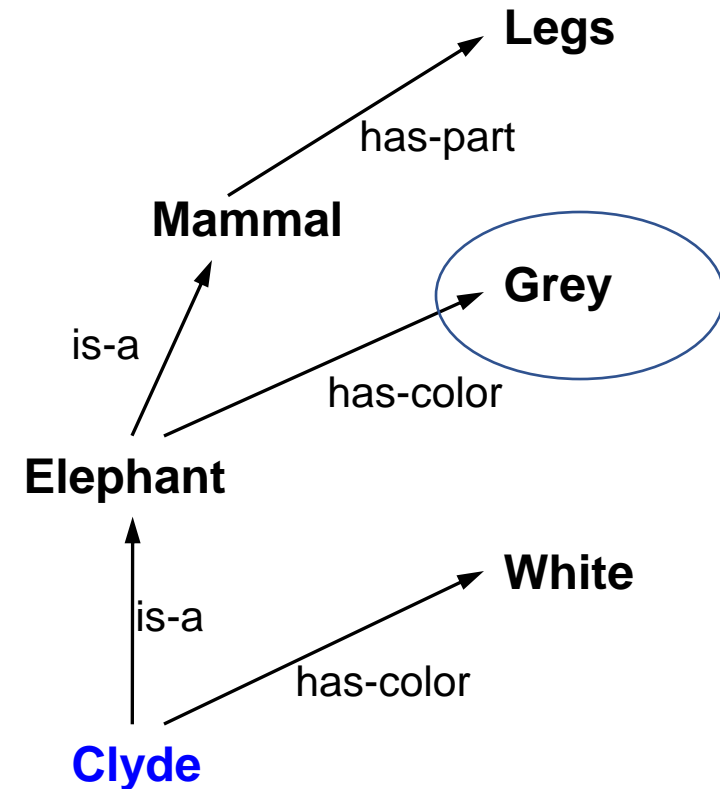 Legs
has-part
Mammal
Grey
is-a
has-color
Elephant
White
is-a
has-color
Clyde